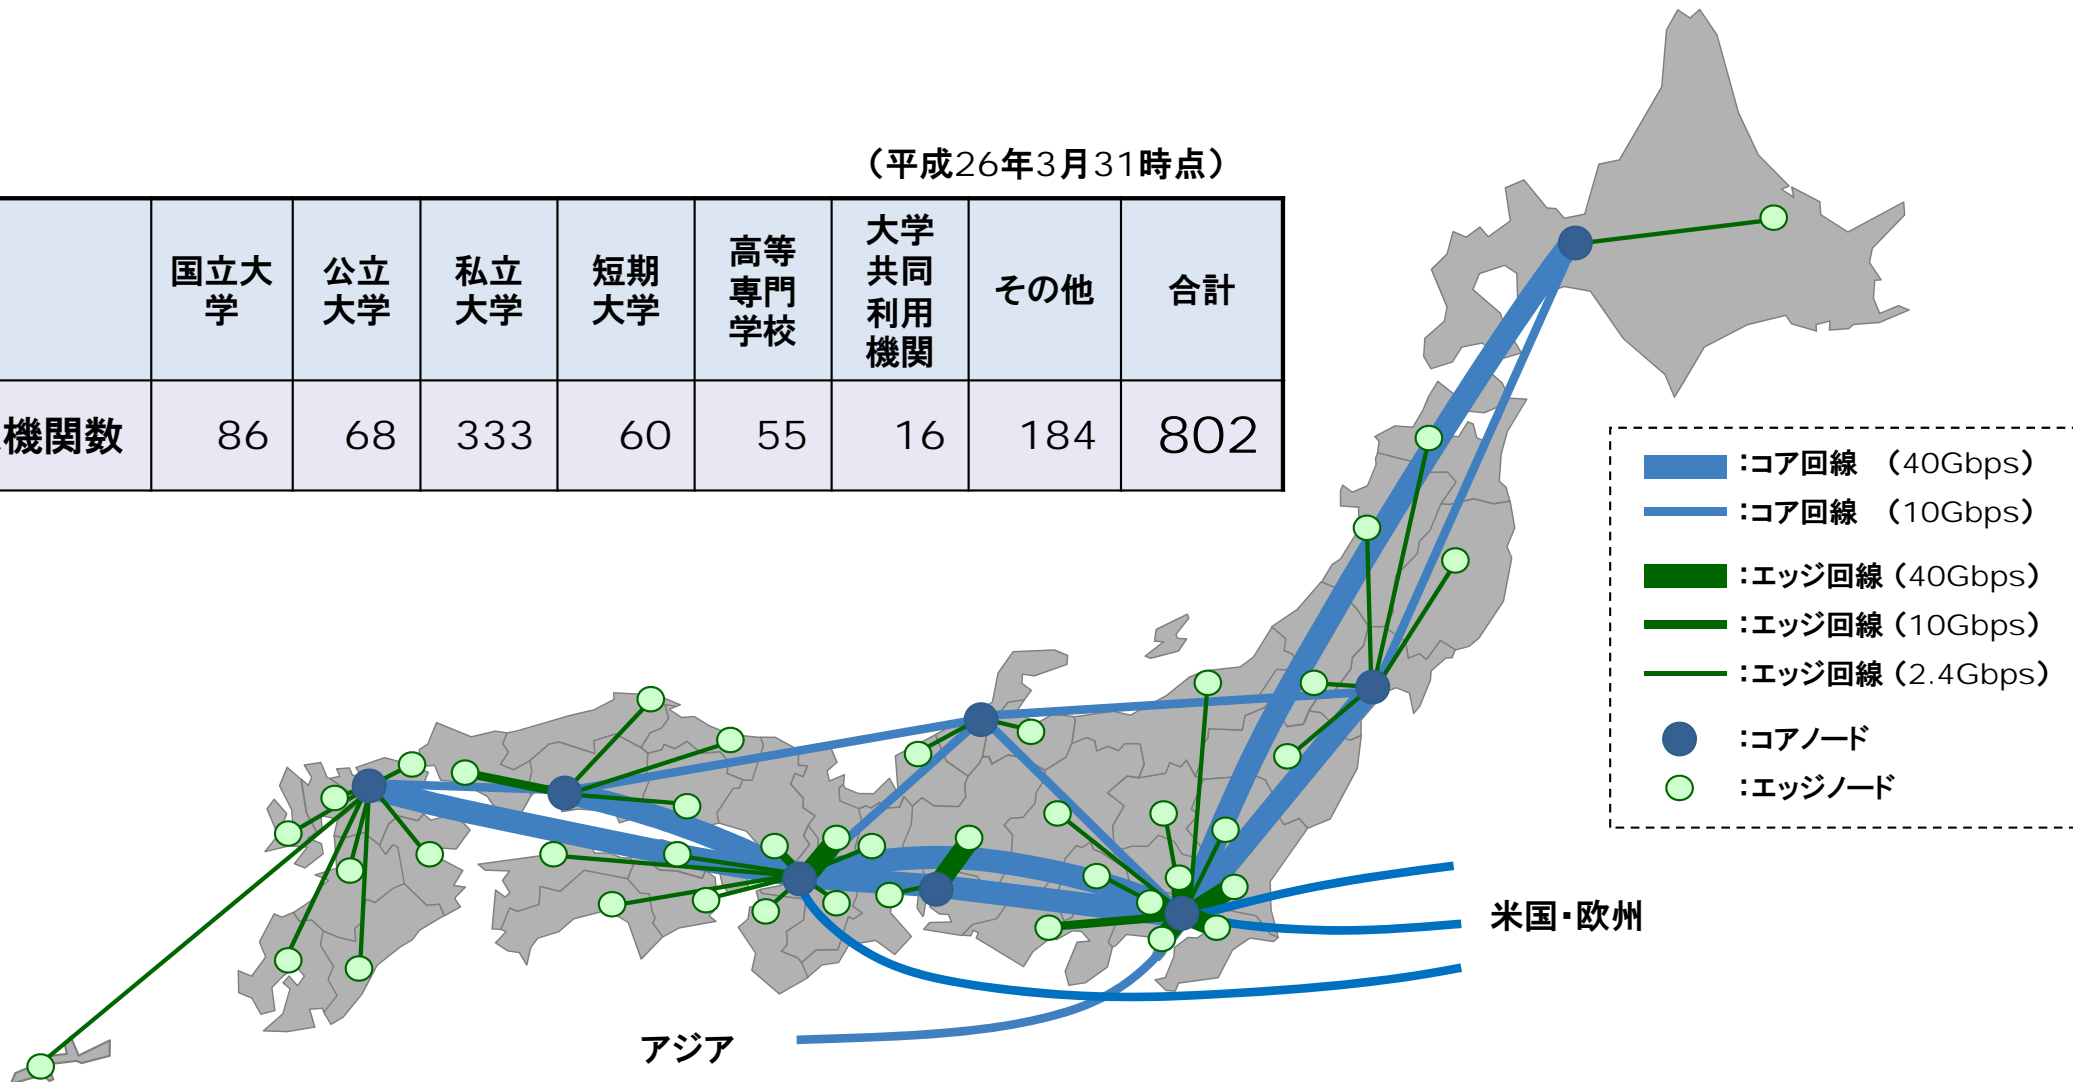 （平成26年3月31時点）
国立大
学
公立
大学
私立
大学
短期
大学
高等
専門
学校
大学
共同
利用
機関
その他
合計
機関数
86
68
333
60
55
16
184
802
：コア回線　（40Gbps）
：コア回線　（10Gbps）
：エッジ回線（40Gbps）
：エッジ回線（10Gbps）
：エッジ回線（2.4Gbps）
：コアノード
：エッジノード
米国・欧州
アジア